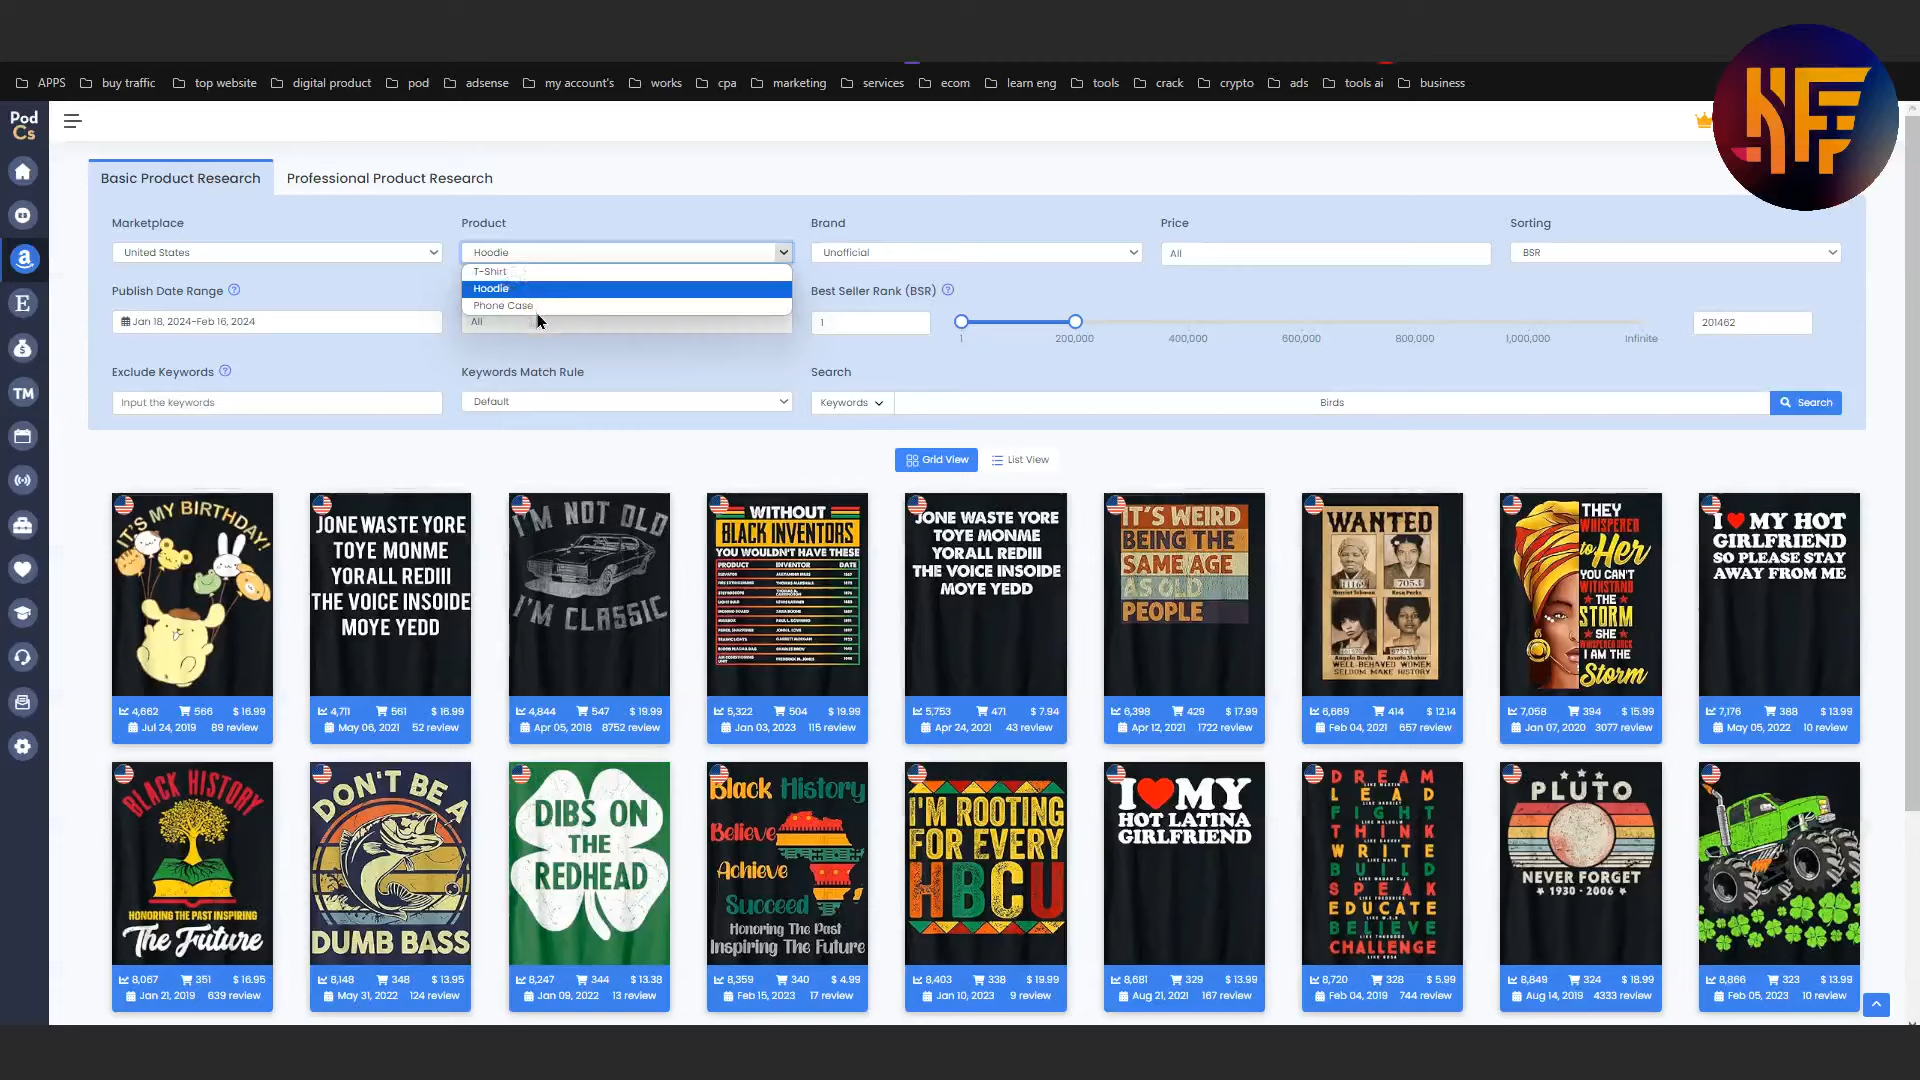 APPS buy traffic top website digital product pod adsense my account's works cpa marketing services ecom learn eng tools crack crypto ads tools ai business
Pod
Cs
Basic Product Research Professional Product Research
Marketplace Product Brand Price Sorting
United States Hoodie Unofficial All BSR
T-Shirt
Hoodie
Phone Case
Publish Date Range Best Seller Rank (BSR)
Jan 18, 2024-Feb 16, 2024 All 1 201462
1 200,000 400,000 600,000 800,000 1,000,000 Infinite
Exclude Keywords Keywords Match Rule Search
Input the keywords Default Keywords Birds Search
Grid View List View
IT'S MY BIRTHDAY!
4,662 566 $ 16.99
Jul 24, 2019 89 review
JONE WASTE YORE
TOYE MONME
YORALL REDIII
THE VOICE INSOIDE
MOYE YEDD
4,711 561 $ 16.99
May 06, 2021 52 review
I'M NOT OLD
I'M CLASSIC
4,844 547 $ 19.99
Apr 05, 2018 8752 review
WITHOUT
BLACK INVENTORS
YOU WOULDN'T HAVE THESE
PRODUCT INVENTOR DATE
5,322 504 $ 19.99
Jan 03, 2023 115 review
JONE WASTE YORE
TOYE MONME
YORALL REDIII
THE VOICE INSOIDE
MOYE YEDD
5,753 471 $ 7.94
Apr 24, 2021 43 review
IT'S WEIRD
BEING THE
SAME AGE
AS OLD
PEOPLE
6,398 429 $ 17.99
Apr 12, 2021 1722 review
WANTED
Harriet Tubman Rosa Parks
Angela Davis Assata Shakur
WELL-BEHAVED WOMEN
SELDOM MAKE HISTORY
6,669 414 $ 12.14
Feb 04, 2021 657 review
THEY
WHISPERED
to Her
YOU CAN'T
WITHSTAND
THE
STORM
SHE
WHISPERED BACK
I AM THE
Storm
7,058 394 $ 15.99
Jan 07, 2020 3077 review
I MY HOT
GIRLFRIEND
SO PLEASE STAY
AWAY FROM ME
7,176 388 $ 13.99
May 05, 2022 10 review
BLACK HISTORY
HONORING THE PAST INSPIRING
The Future
8,067 351 $ 16.95
Jan 21, 2019 639 review
DON'T BE A
DUMB BASS
8,148 348 $ 13.95
May 31, 2022 124 review
DIBS ON
THE
REDHEAD
8,247 344 $ 13.38
Jan 09, 2022 13 review
Black History
Believe
Achieve
Succeed
Honoring The Past
Inspiring The Future
8,359 340 $ 4.99
Feb 15, 2023 17 review
I'M ROOTING
FOR EVERY
HBCU
8,403 338 $ 19.99
Jan 10, 2023 9 review
I MY
HOT LATINA
GIRLFRIEND
8,681 329 $ 13.99
Aug 21, 2021 167 review
DREAM
LEAD
FIGHT
THINK
WRITE
BUILD
SPEAK
EDUCATE
BELIEVE
CHALLENGE
8,720 328 $ 5.99
Feb 04, 2019 744 review
PLUTO
NEVER FORGET
1930 - 2006
8,849 324 $ 18.99
Aug 14, 2019 4333 review
8,866 323 $ 13.99
Feb 05, 2023 10 review